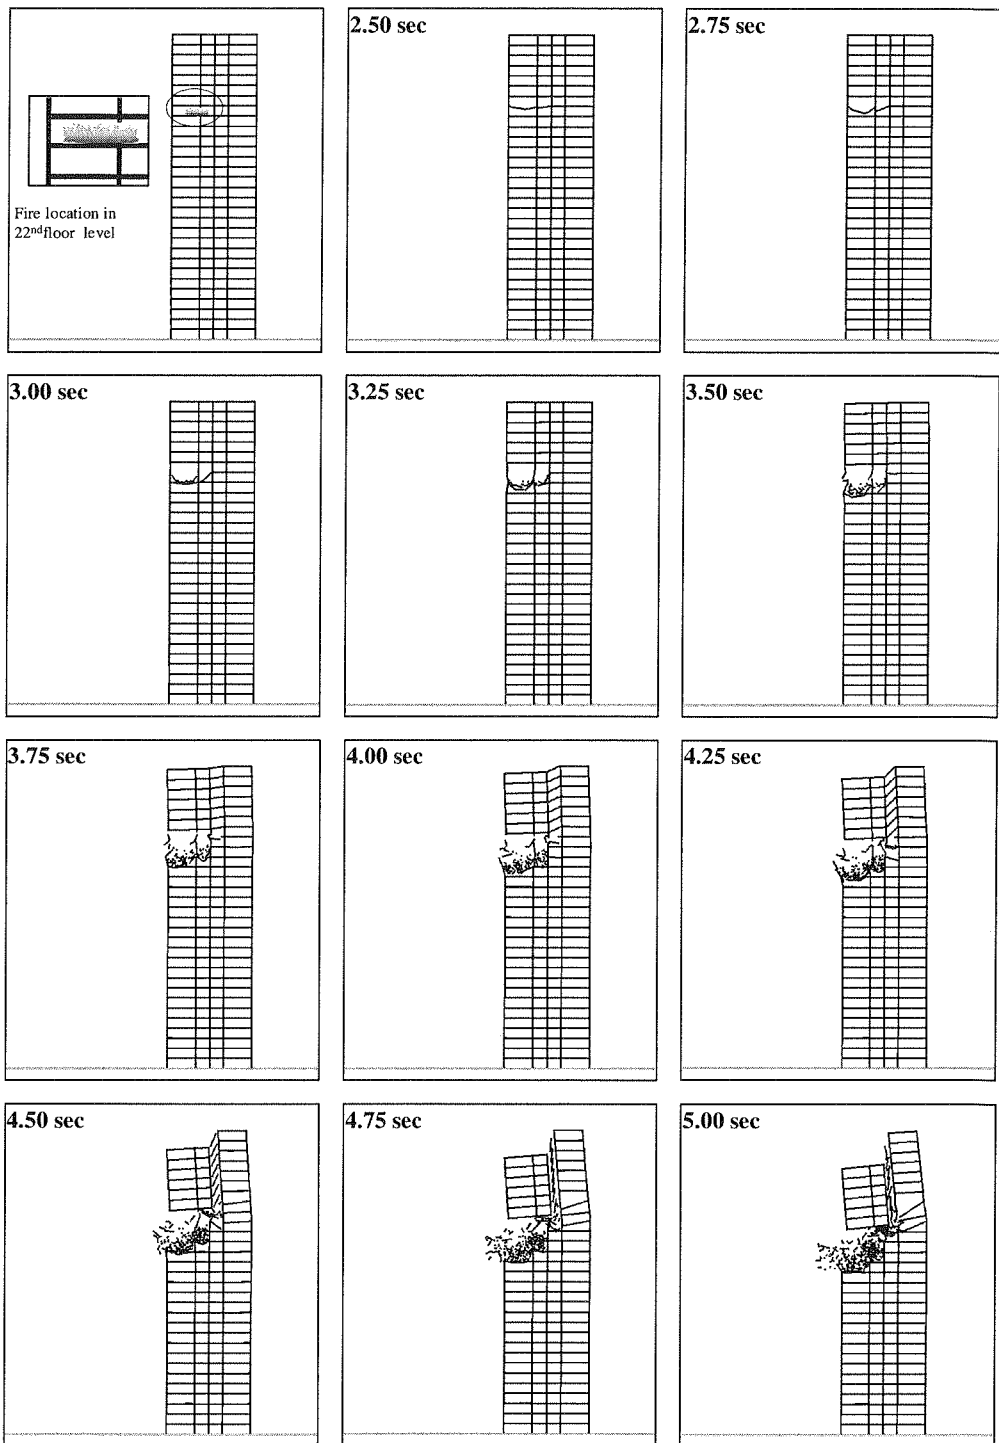 2.50 sec
2.75 sec
Fire location in
22nd floor level
3.00 sec
3.25 sec
3.50 sec
3.75 sec
4.00 sec
4.25 sec
4.50 sec
4.75 sec
5.00 sec